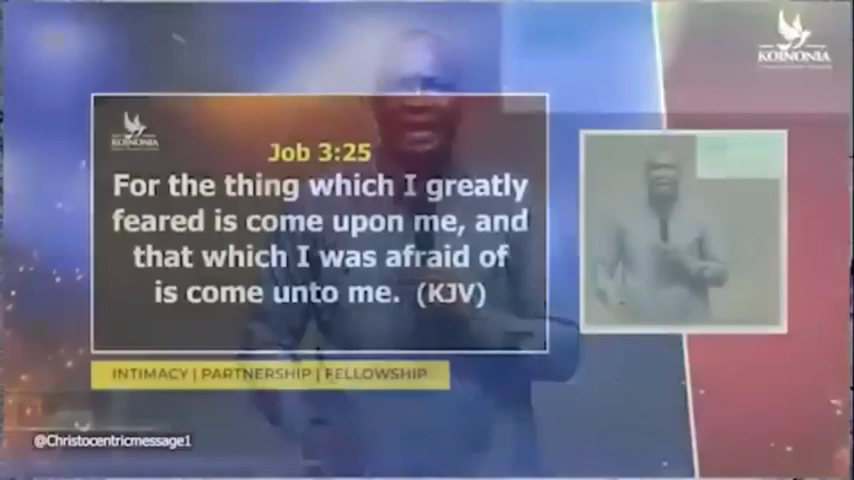 KOINONIA
KOINONIA
Job 3:25
For the thing which I greatly
feared is come upon me, and
that which I was afraid of
is come unto me. (KJV)
INTIMACY | PARTNERSHIP | FELLOWSHIP
@Christocentricmessage1